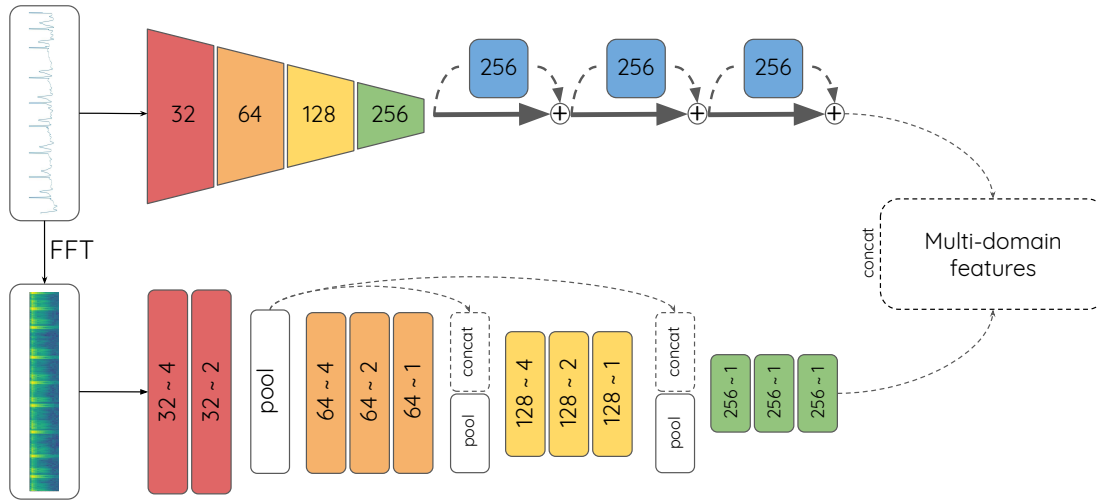 256
256
256
32
64
128
256
+
+
+
FFT
concat
Multi-domain
features
32 ~ 4
32 ~ 2
pool
64 ~ 4
64 ~ 2
64 ~ 1
concat
pool
128 ~ 4
128 ~ 2
128 ~ 1
concat
pool
256 ~ 1
256 ~ 1
256 ~ 1